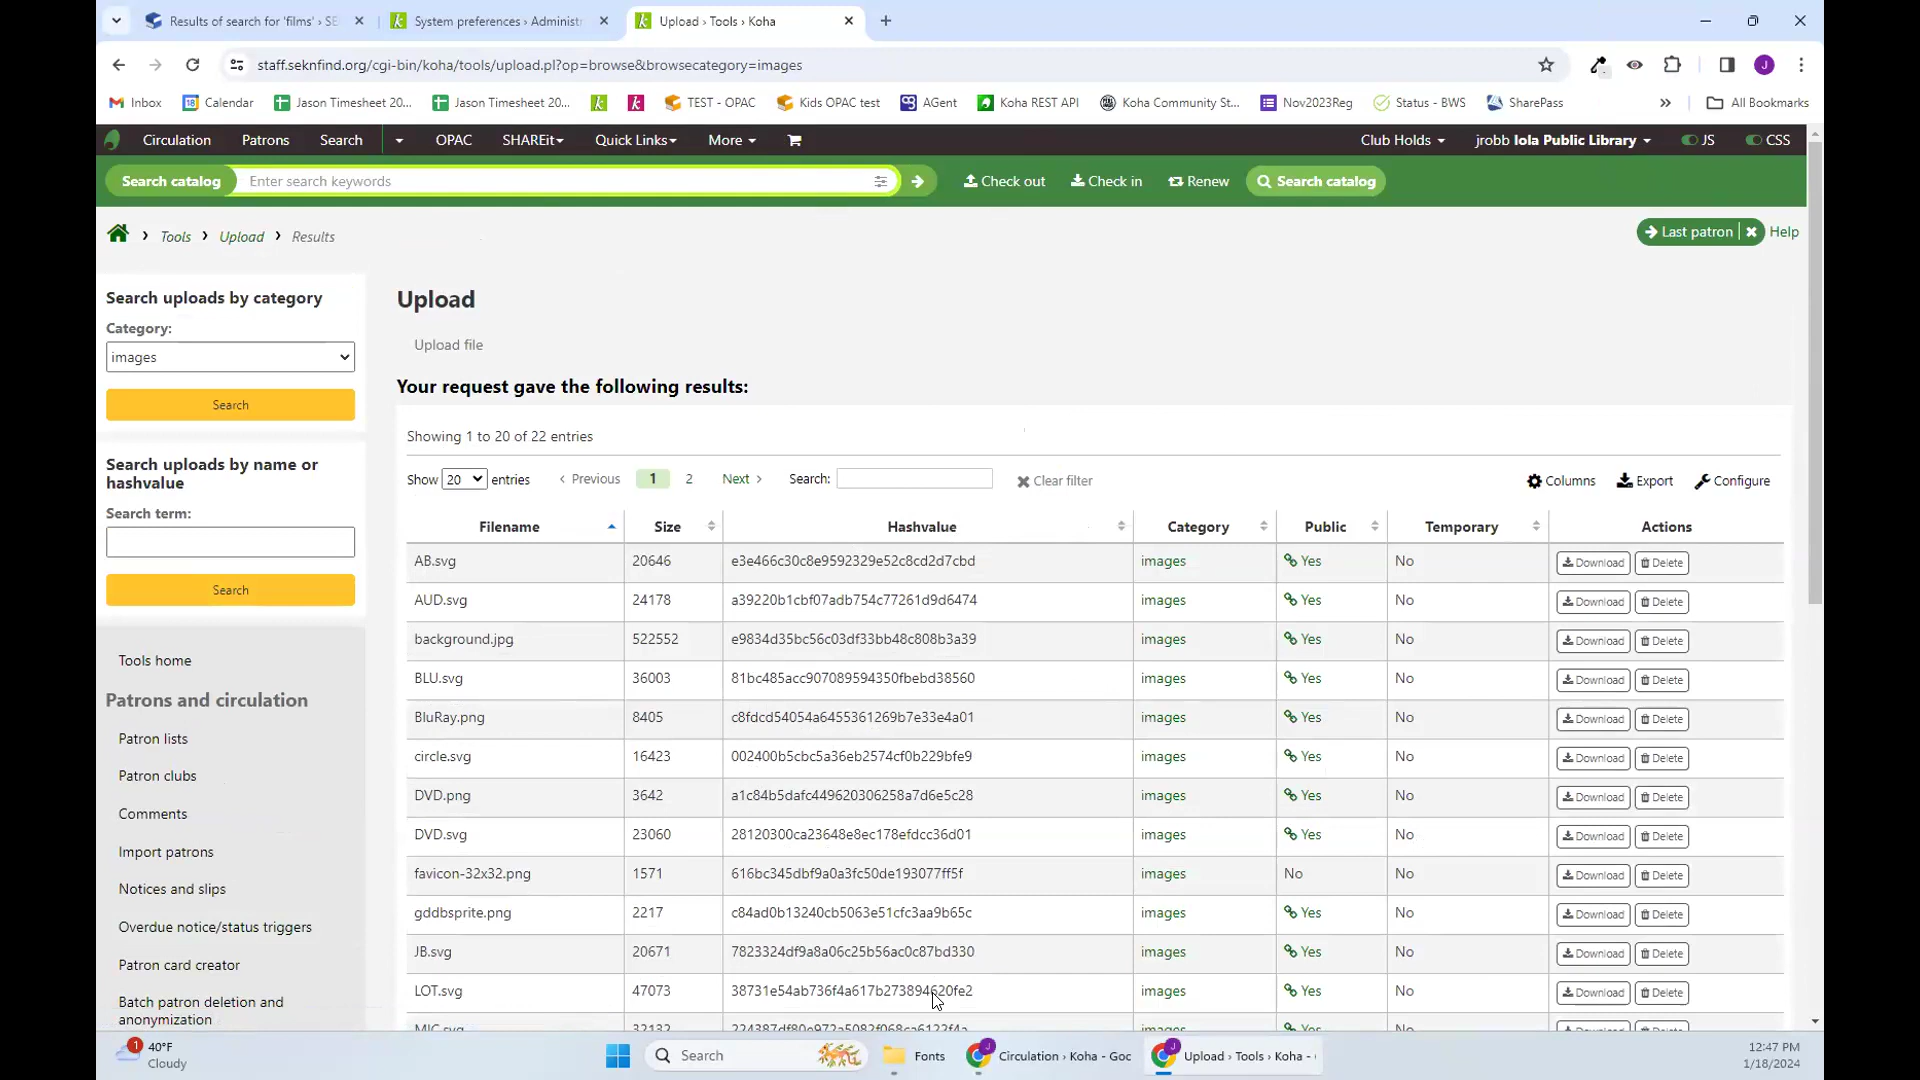 Results of search for 'films' › SE
System preferences › Administr
Upload › Tools › Koha
staff.seknfind.org/cgi-bin/koha/tools/upload.pl?op=browse&browsecategory=images
Inbox
Calendar
Jason Timesheet 20...
Jason Timesheet 20...
TEST - OPAC
Kids OPAC test
AGent
Koha REST API
Koha Community St...
Nov2023Reg
Status - BWS
SharePass
»
All Bookmarks
Circulation
Patrons
Search
OPAC
SHAREit
Quick Links
More
Club Holds
jrobb Iola Public Library
JS
CSS
Search catalog
Enter search keywords
Check out
Check in
Renew
Search catalog
Tools
Upload
Results
Last patron
Help
Search uploads by category
Category:
images
Search
Search uploads by name or
hashvalue
Search term:
Search
Tools home
Patrons and circulation
Patron lists
Patron clubs
Comments
Import patrons
Notices and slips
Overdue notice/status triggers
Patron card creator
Batch patron deletion and
anonymization
Upload
Upload file
Your request gave the following results:
Showing 1 to 20 of 22 entries
Show 20 entries
Previous 1 2 Next
Search:
Clear filter
Columns
Export
Configure
Filename Size Hashvalue Category Public Temporary Actions
AB.svg 20646 e3e466c30c8e9592329e52c8cd2d7cbd images Yes No Download Delete
AUD.svg 24178 a39220b1cbf07adb754c77261d9d6474 images Yes No Download Delete
background.jpg 522552 e9834d35bc56c03df33bb48c808b3a39 images Yes No Download Delete
BLU.svg 36003 81bc485acc907089594350fbebd38560 images Yes No Download Delete
BluRay.png 8405 c8fdcd54054a6455361269b7e33e4a01 images Yes No Download Delete
circle.svg 16423 002400b5cbc5a36eb2574cf0b229bfe9 images Yes No Download Delete
DVD.png 3642 a1c84b5dafc449620306258a7d6e5c28 images Yes No Download Delete
DVD.svg 23060 28120300ca23648e8ec178efdcc36d01 images Yes No Download Delete
favicon-32x32.png 1571 616bc345dbf9a0a3fc50de193077ff5f images No No Download Delete
gddbsprite.png 2217 c84ad0b13240cb5063e51cfc3aa9b65c images Yes No Download Delete
JB.svg 20671 7823324df9a8a06c25b56ac0c87bd330 images Yes No Download Delete
LOT.svg 47073 38731e54ab736f4a617b273894620fe2 images Yes No Download Delete
MIC.svg 32132 images Yes No
1
40°F
Cloudy
Search
Fonts
Circulation › Koha - Goc
Upload › Tools › Koha -
12:47 PM
1/18/2024